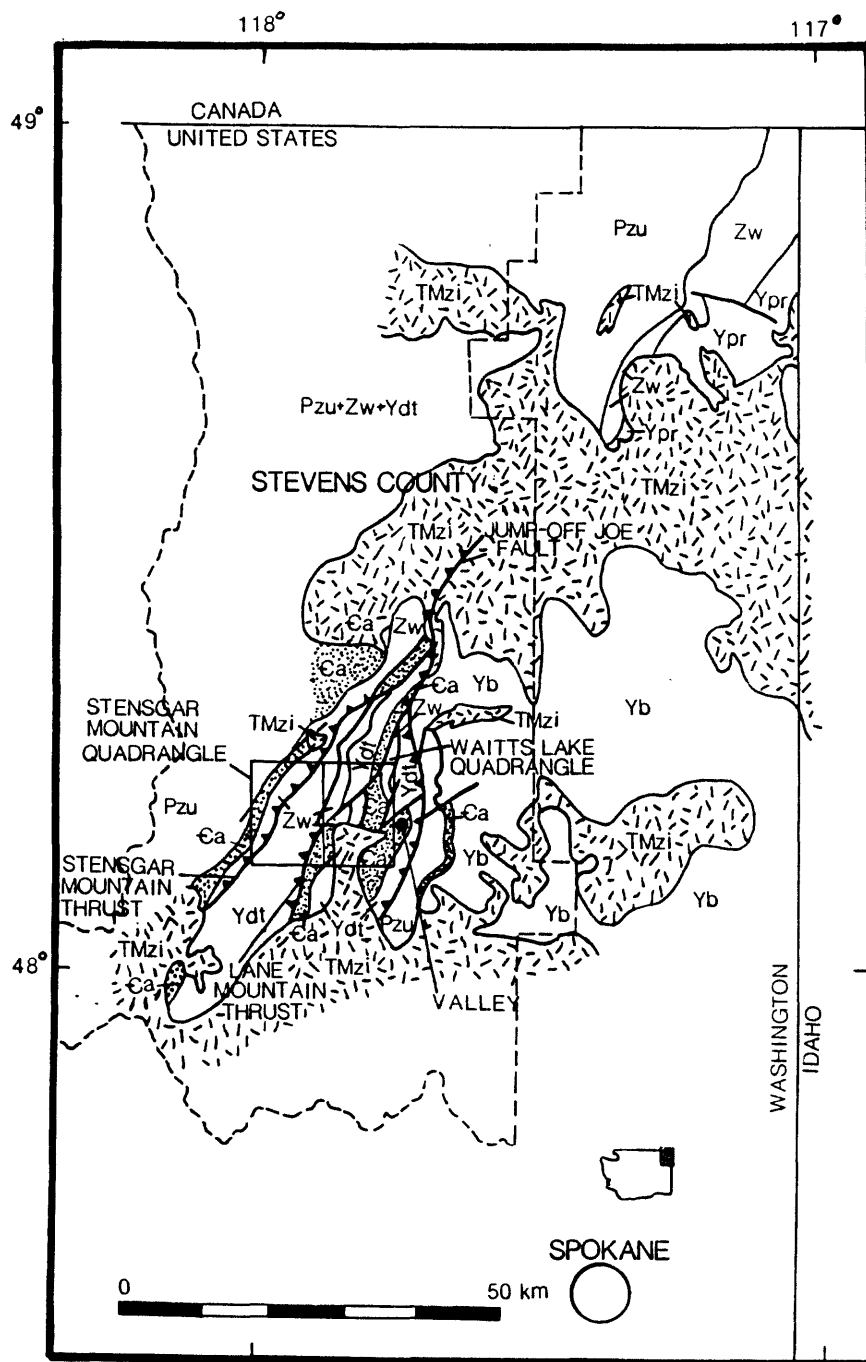 118°
117°
49°
CANADA
UNITED STATES
Pzu
Zw
TMzi
TMzi
Ypr
Ypr
Zw
Pzu+Zw+Ydt
Ypr
STEVENS COUNTY
TMzi
TMzi
JUMP-OFF JOE
FAULT
Ꞓa
Zw
Ꞓa
Ꞓa
Yb
Yb
STENSGAR
MOUNTAIN
QUADRANGLE
TMzi
Zw
TMzi
Ydt
WAITTS LAKE
QUADRANGLE
Ydt
Pzu
Ꞓa
Zw
Ꞓa
Ꞓa
TMzi
Yb
STENSGAR
MOUNTAIN
THRUST
Yb
Yb
Ydt
Ꞓa
Ydt
Pzu
TMzi
TMzi
48°
Ꞓa
LANE
MOUNTAIN
THRUST
VALLEY
WASHINGTON
IDAHO
SPOKANE
0
50 km